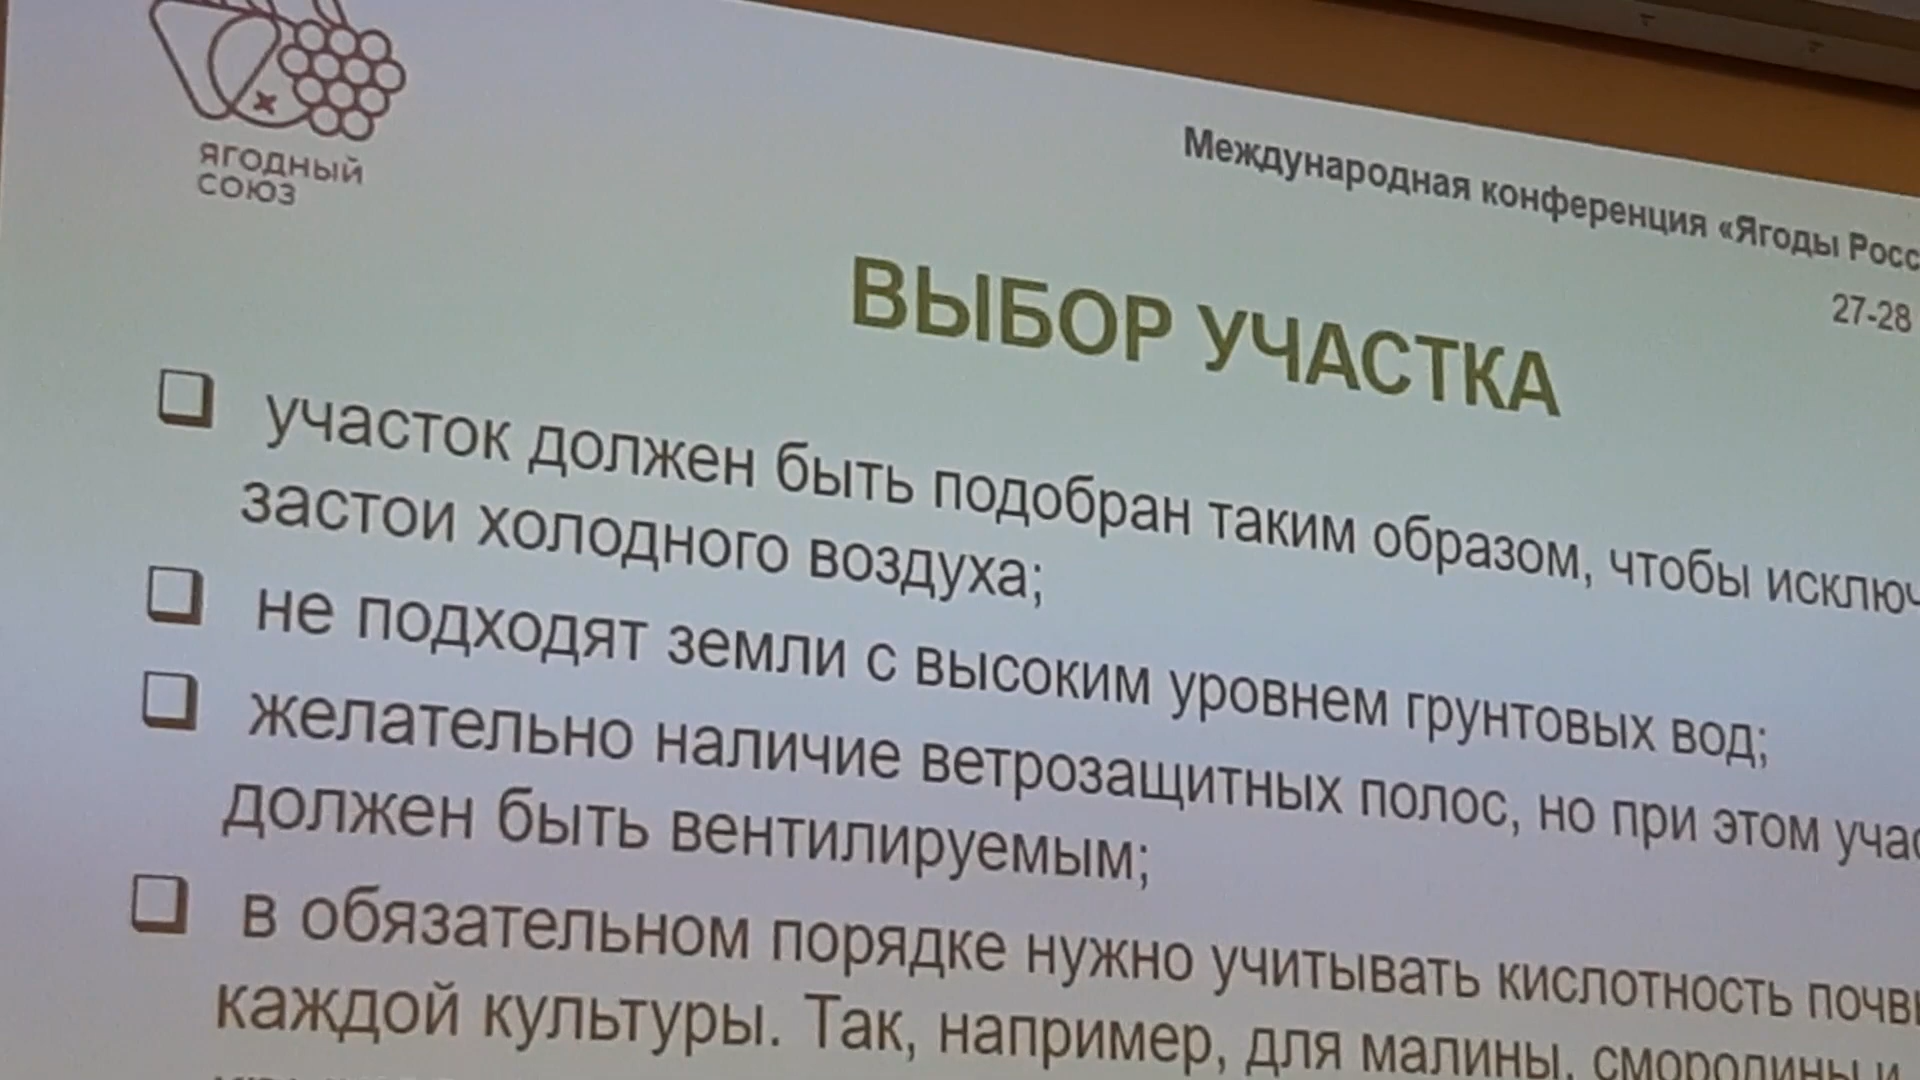 ЯГОДНЫЙ
СОЮЗ
Международная конференция «Ягоды
27-28
ВЫБОР УЧАСТКА
участок должен быть подобран таким образом, чтобы
застои холодного воздуха;
не подходят земли с высоким уровнем грунтовых вод;
желательно наличие ветрозащитных полос, но при этом
должен быть вентилируемым;
в обязательном порядке нужно учитывать кислотность
каждой культуры. Так, например, для малины, смородины и